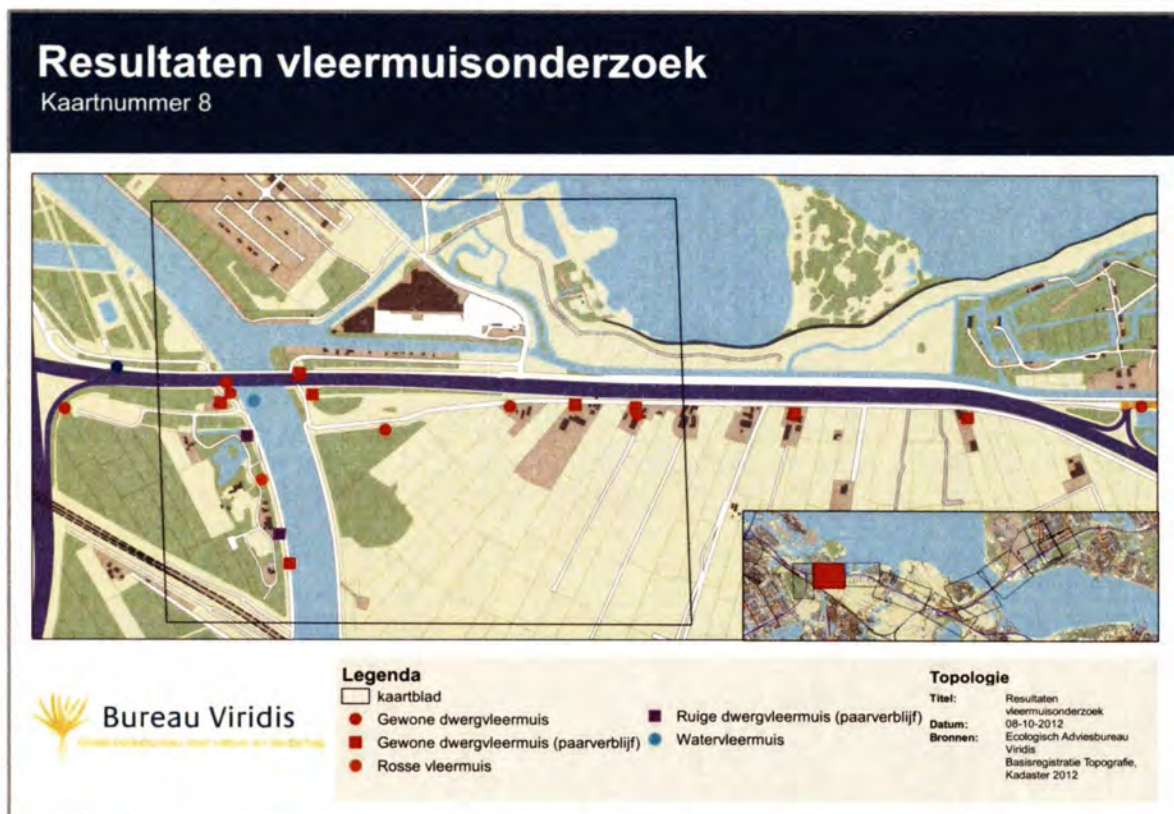 Resultaten vleermuisonderzoek
Kaartnummer 8
Bureau Viridis
Legenda
kaartblad
Gewone dwergvleermuis
Gewone dwergvleermuis (paarverblijf)
Rosse vleermuis
Ruige dwergvleermuis (paarverblijf)
Watervleermuis
Topologie
Titel: Resultaten
vleermuisonderzoek
Datum: 08-10-2012
Bronnen: Ecologisch Adviesbureau
Viridis
Basisregistratie Topografie,
Kadaster 2012